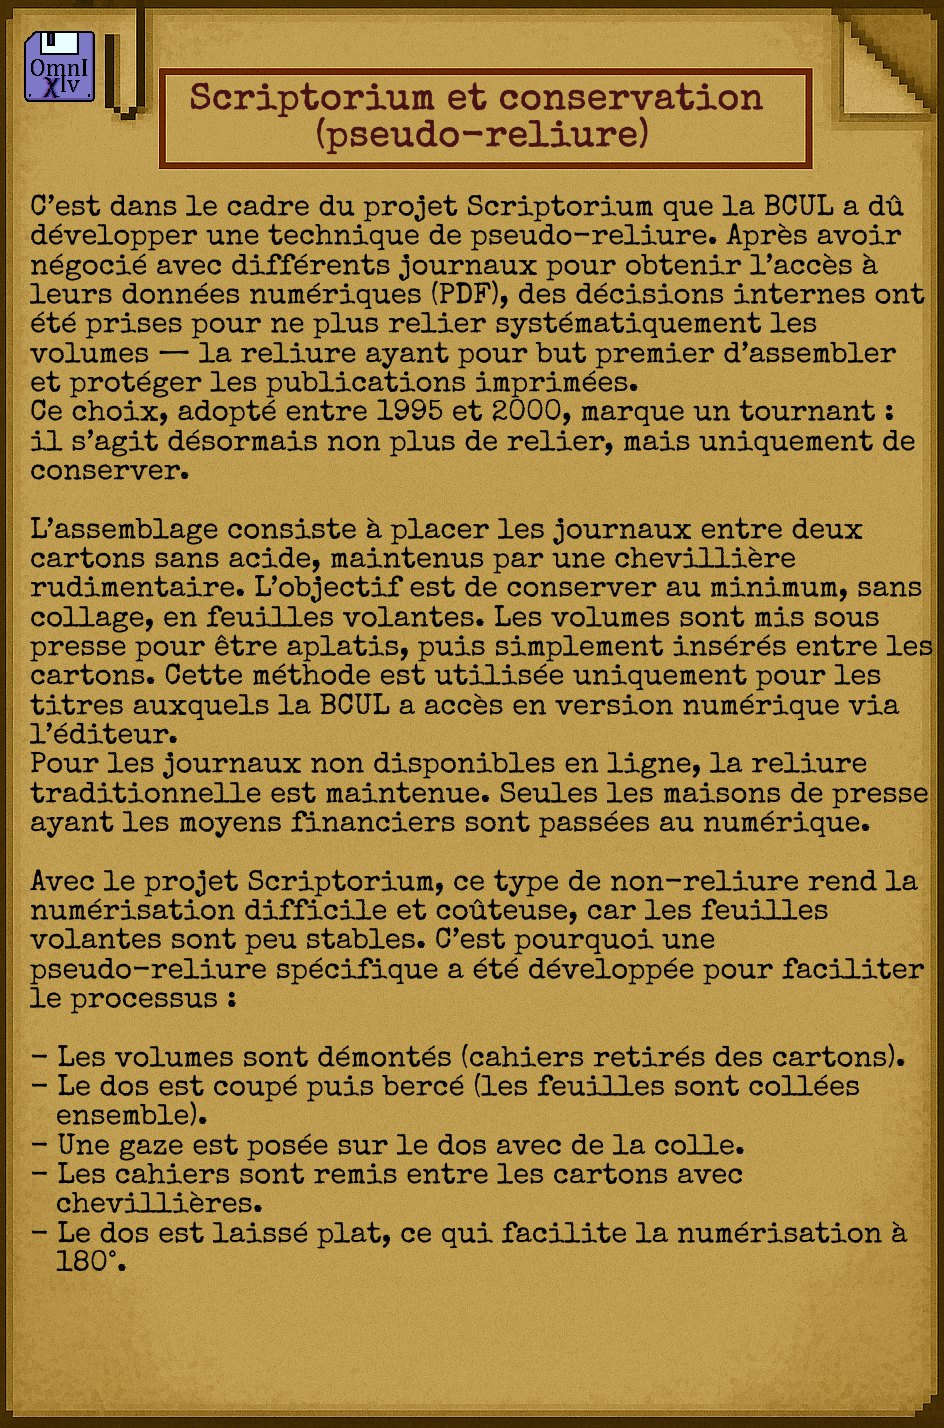 OmnI
χIv
Scriptorium et conservation
(pseudo-reliure)
C’est dans le cadre du projet Scriptorium que la BCUL a dû
développer une technique de pseudo-reliure. Après avoir
négocié avec différents journaux pour obtenir l’accès à
leurs données numériques (PDF), des décisions internes ont
été prises pour ne plus relier systématiquement les
volumes — la reliure ayant pour but premier d’assembler
et protéger les publications imprimées.
Ce choix, adopté entre 1995 et 2000, marque un tournant :
il s’agit désormais non plus de relier, mais uniquement de
conserver.
L’assemblage consiste à placer les journaux entre deux
cartons sans acide, maintenus par une chevillière
rudimentaire. L’objectif est de conserver au minimum, sans
collage, en feuilles volantes. Les volumes sont mis sous
presse pour être aplatis, puis simplement insérés entre les
cartons. Cette méthode est utilisée uniquement pour les
titres auxquels la BCUL a accès en version numérique via
l’éditeur.
Pour les journaux non disponibles en ligne, la reliure
traditionnelle est maintenue. Seules les maisons de presse
ayant les moyens financiers sont passées au numérique.
Avec le projet Scriptorium, ce type de non-reliure rend la
numérisation difficile et coûteuse, car les feuilles
volantes sont peu stables. C’est pourquoi une
pseudo-reliure spécifique a été développée pour faciliter
le processus :
- Les volumes sont démontés (cahiers retirés des cartons).
- Le dos est coupé puis bercé (les feuilles sont collées
ensemble).
- Une gaze est posée sur le dos avec de la colle.
- Les cahiers sont remis entre les cartons avec
chevillières.
- Le dos est laissé plat, ce qui facilite la numérisation à
180°.